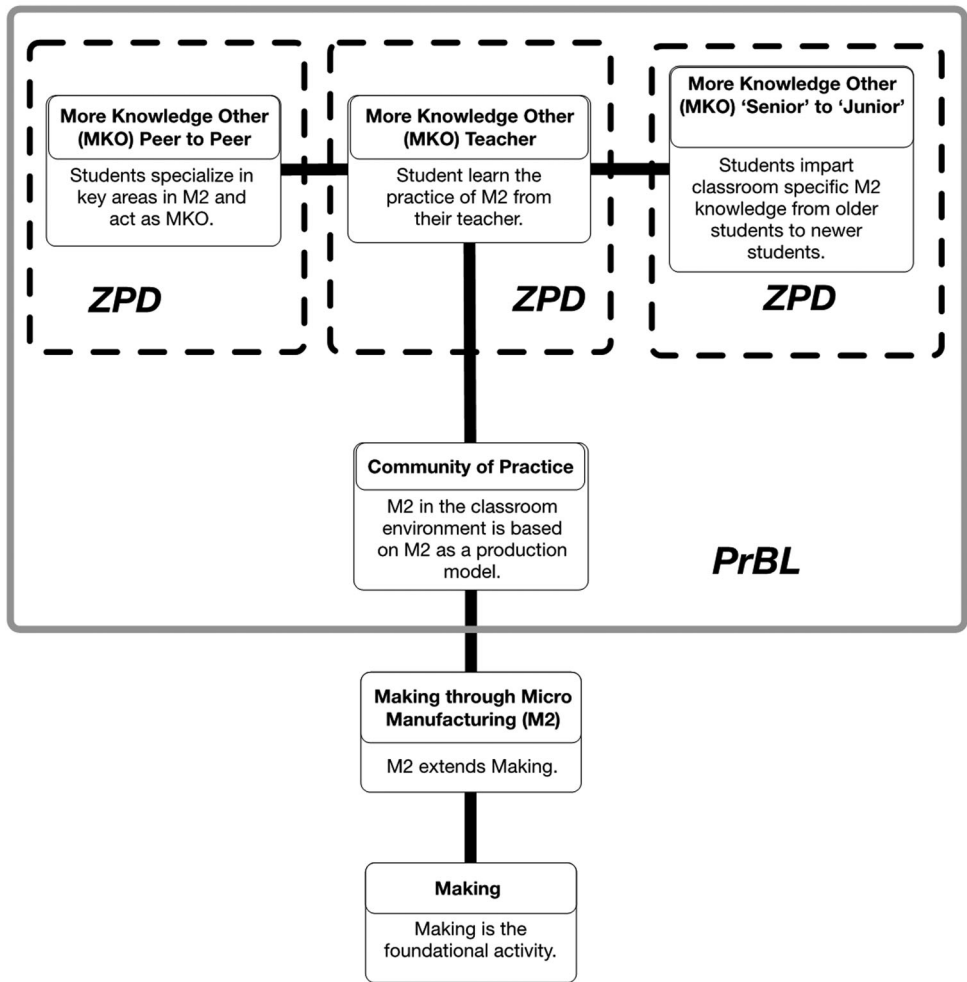 More Knowledge Other
(MKO) Peer to Peer
Students specialize in
key areas in M2 and
act as MKO.
ZPD
More Knowledge Other
(MKO) Teacher
Student learn the
practice of M2 from
their teacher.
ZPD
More Knowledge Other
(MKO) ‘Senior’ to ‘Junior’
Students impart
classroom specific M2
knowledge from older
students to newer
students.
ZPD
Community of Practice
M2 in the classroom
environment is based
on M2 as a production
model.
PrBL
Making through Micro
Manufacturing (M2)
M2 extends Making.
Making
Making is the
foundational activity.